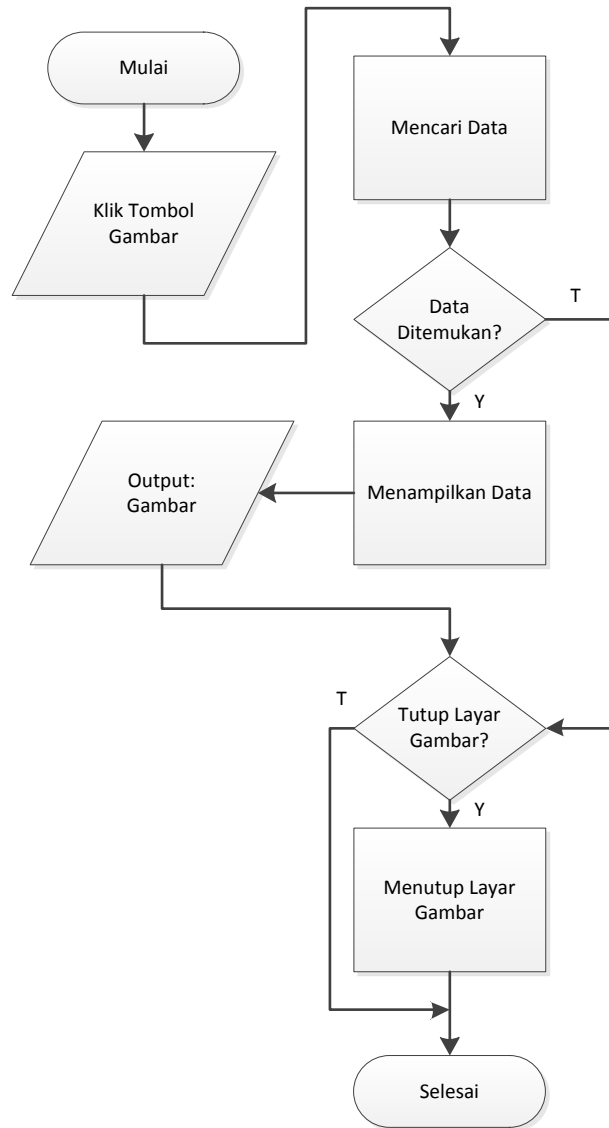 Mulai
Klik Tombol
Gambar
Mencari Data
Data
Ditemukan?
T
Y
Menampilkan Data
Output:
Gambar
Tutup Layar
Gambar?
T
Y
Menutup Layar
Gambar
Selesai